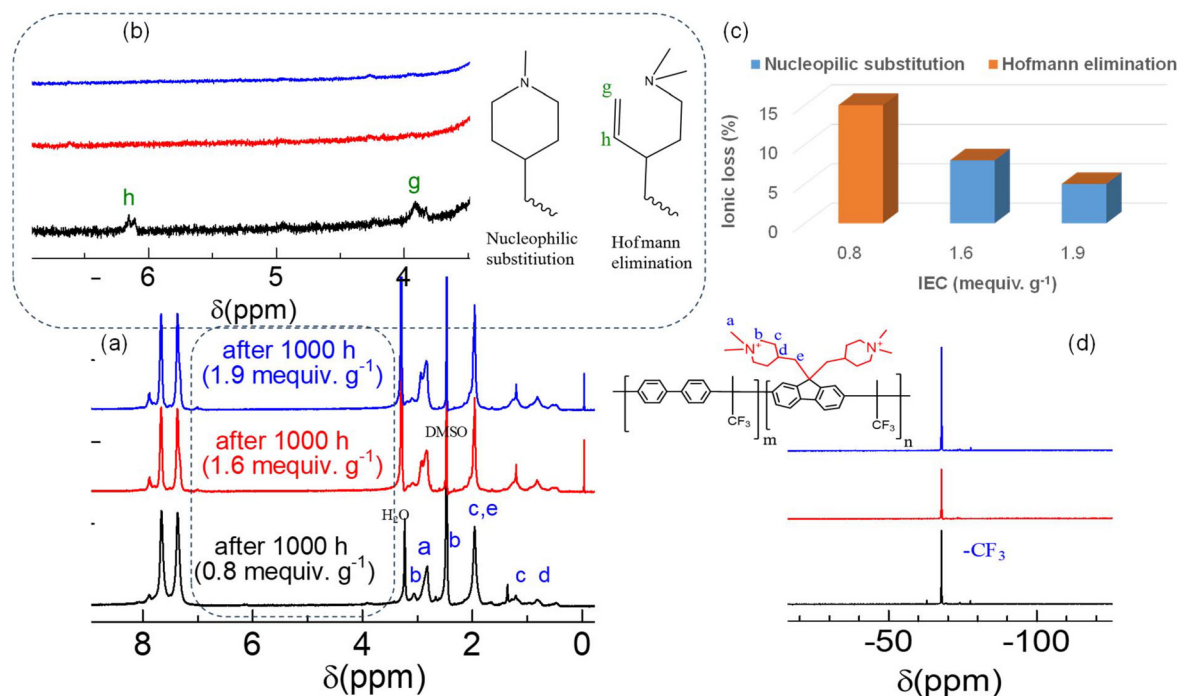 (b)
h
g
6
5
4
δ(ppm)
N
Nucleophilic
substitiution
g
h
N
Hofmann
elimination
(c)
Nucleopilic substitution
Hofmann elimination
Ionic loss (%)
15
10
5
0
0.8
1.6
1.9
IEC (mequiv. g-1)
(a)
after 1000 h
(1.9 mequiv. g-1)
after 1000 h
(1.6 mequiv. g-1)
DMSO
after 1000 h
(0.8 mequiv. g-1)
H2O
b
a
b
c,e
c
d
8
6
4
2
0
δ(ppm)
a
b
c
d
e
N+
N+
CF3
m
CF3
n
(d)
-CF3
-50
-100
δ(ppm)